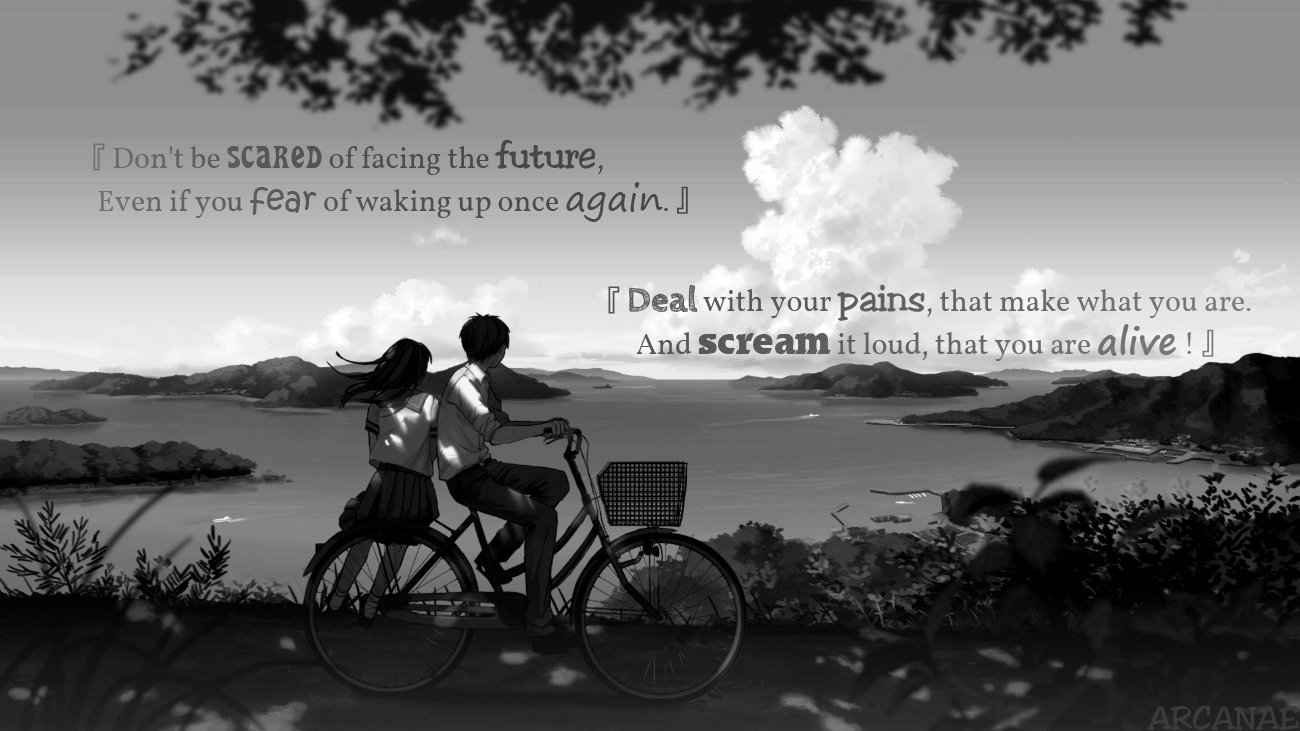 『 Don't be scared of facing the future,
Even if you fear of waking up once again. 』
『 Deal with your pains, that make what you are.
And scream it loud, that you are alive ! 』
ARCANAE